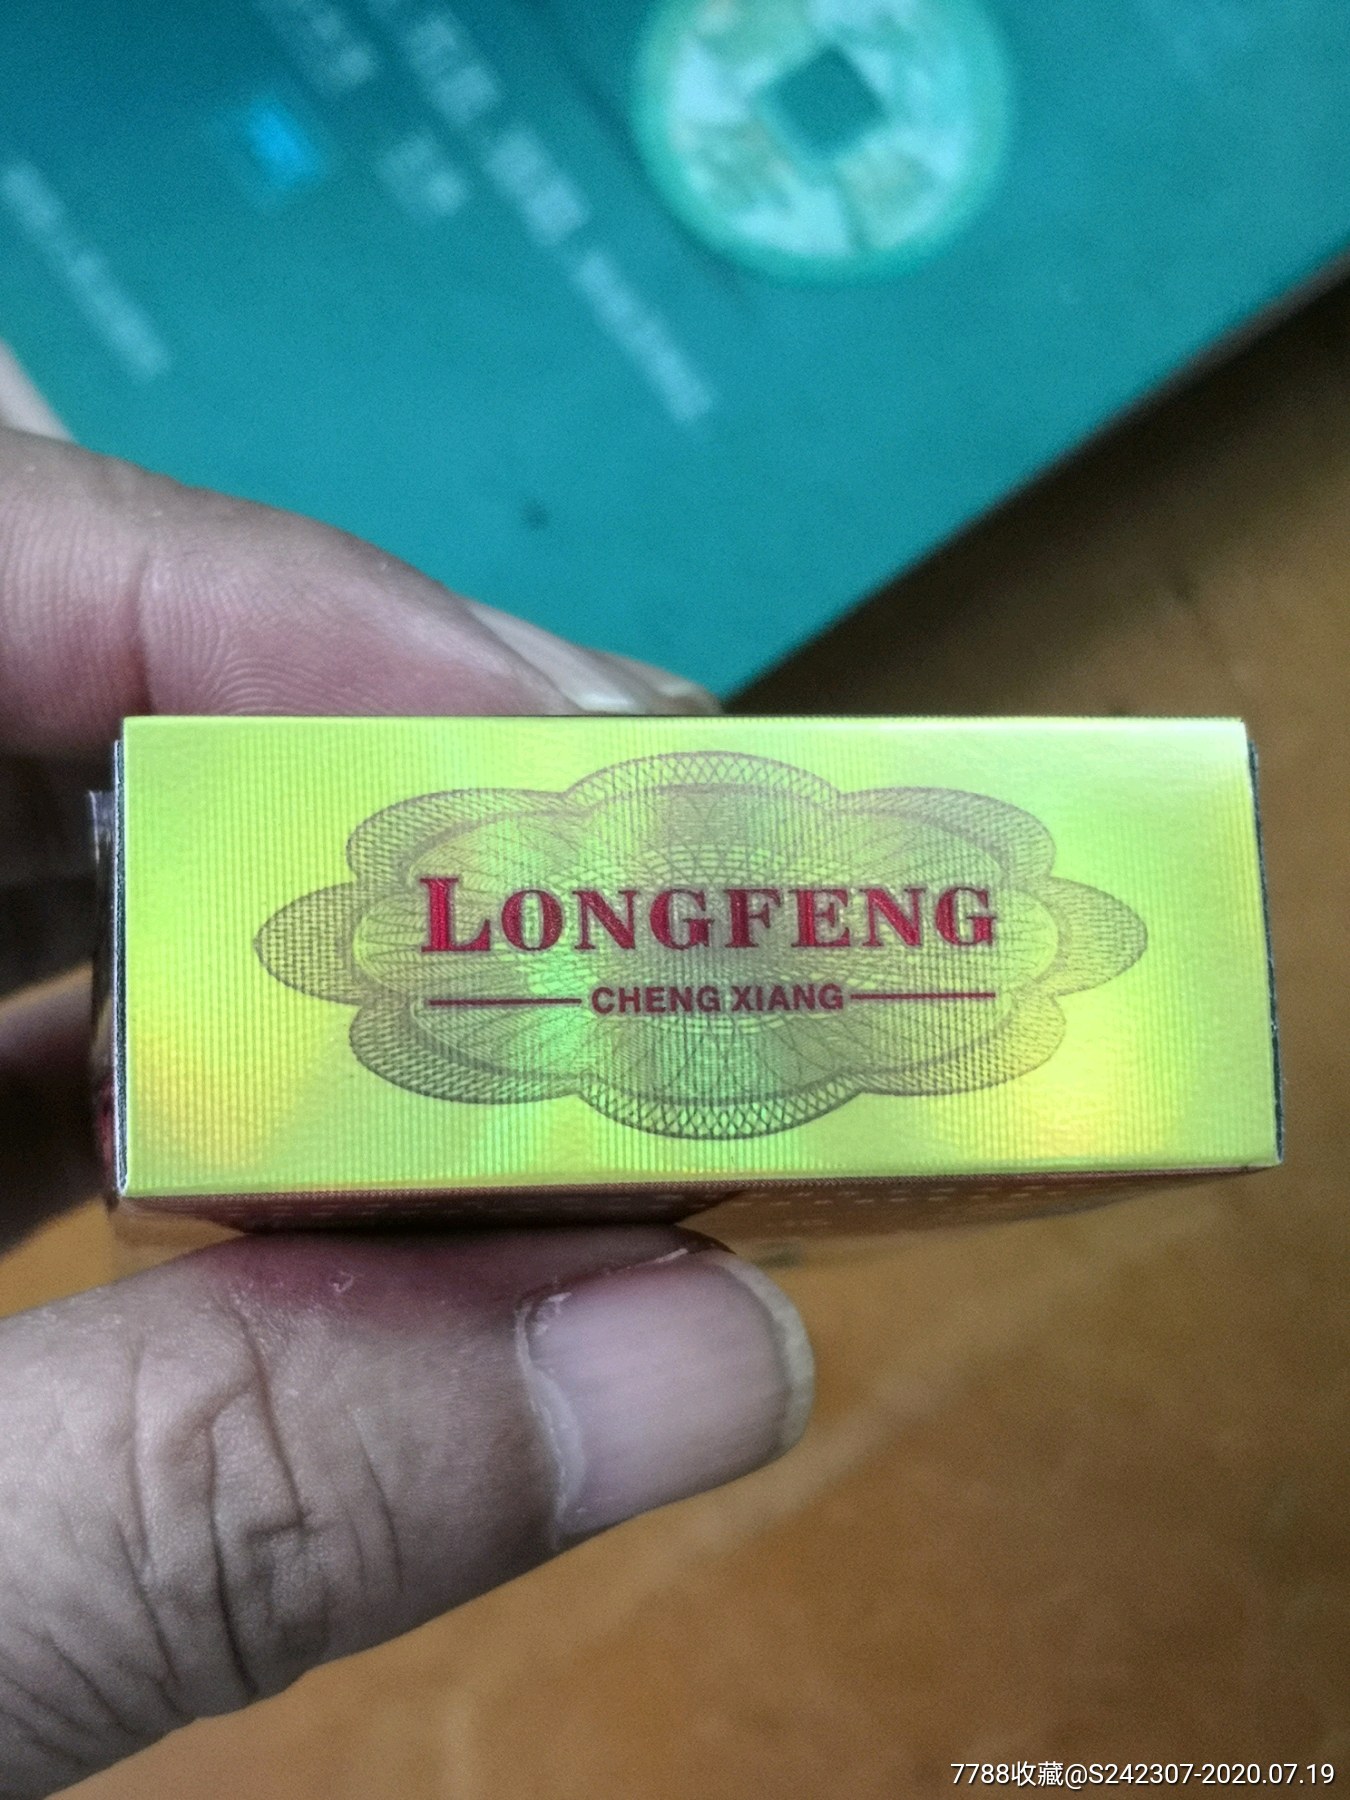 LONGFENG
CHENG XIANG
7788收藏@S242307-2020.07.19